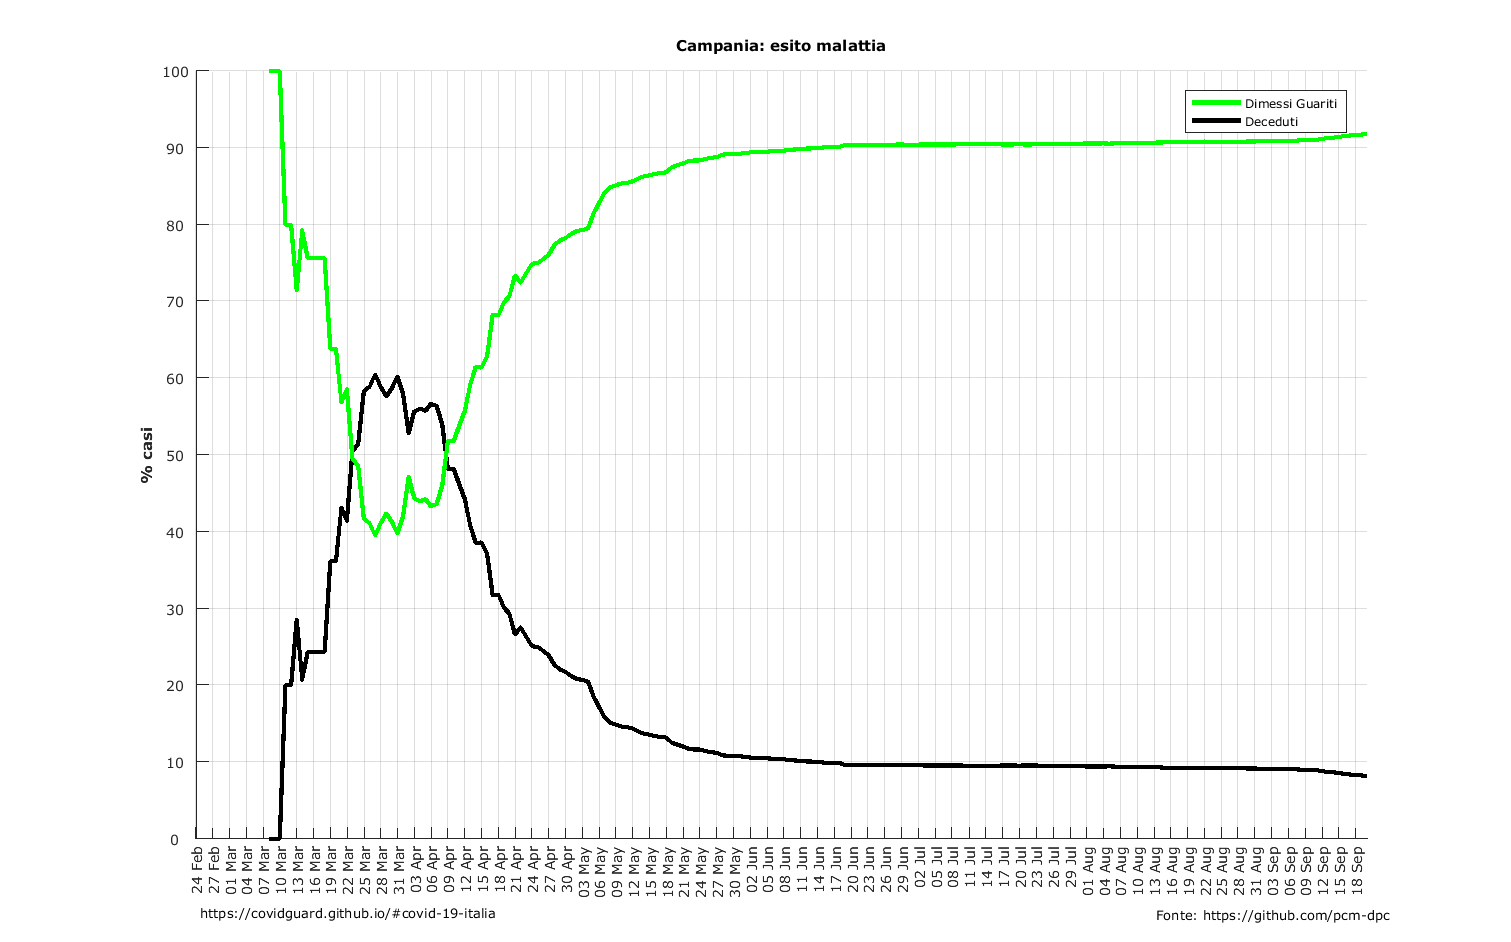 Campania: esito malattia
Dimessi Guariti
Deceduti
% casi
100
90
80
70
60
50
40
30
20
10
0
24 Feb
27 Feb
01 Mar
04 Mar
07 Mar
10 Mar
13 Mar
16 Mar
19 Mar
22 Mar
25 Mar
28 Mar
31 Mar
03 Apr
06 Apr
09 Apr
12 Apr
15 Apr
18 Apr
21 Apr
24 Apr
27 Apr
30 Apr
03 May
06 May
09 May
12 May
15 May
18 May
21 May
24 May
27 May
30 May
02 Jun
05 Jun
08 Jun
11 Jun
14 Jun
17 Jun
20 Jun
23 Jun
26 Jun
29 Jun
02 Jul
05 Jul
08 Jul
11 Jul
14 Jul
17 Jul
20 Jul
23 Jul
26 Jul
29 Jul
01 Aug
04 Aug
07 Aug
10 Aug
13 Aug
16 Aug
19 Aug
22 Aug
25 Aug
28 Aug
31 Aug
03 Sep
06 Sep
09 Sep
12 Sep
15 Sep
18 Sep
https://covidguard.github.io/#covid-19-italia
Fonte: https://github.com/pcm-dpc